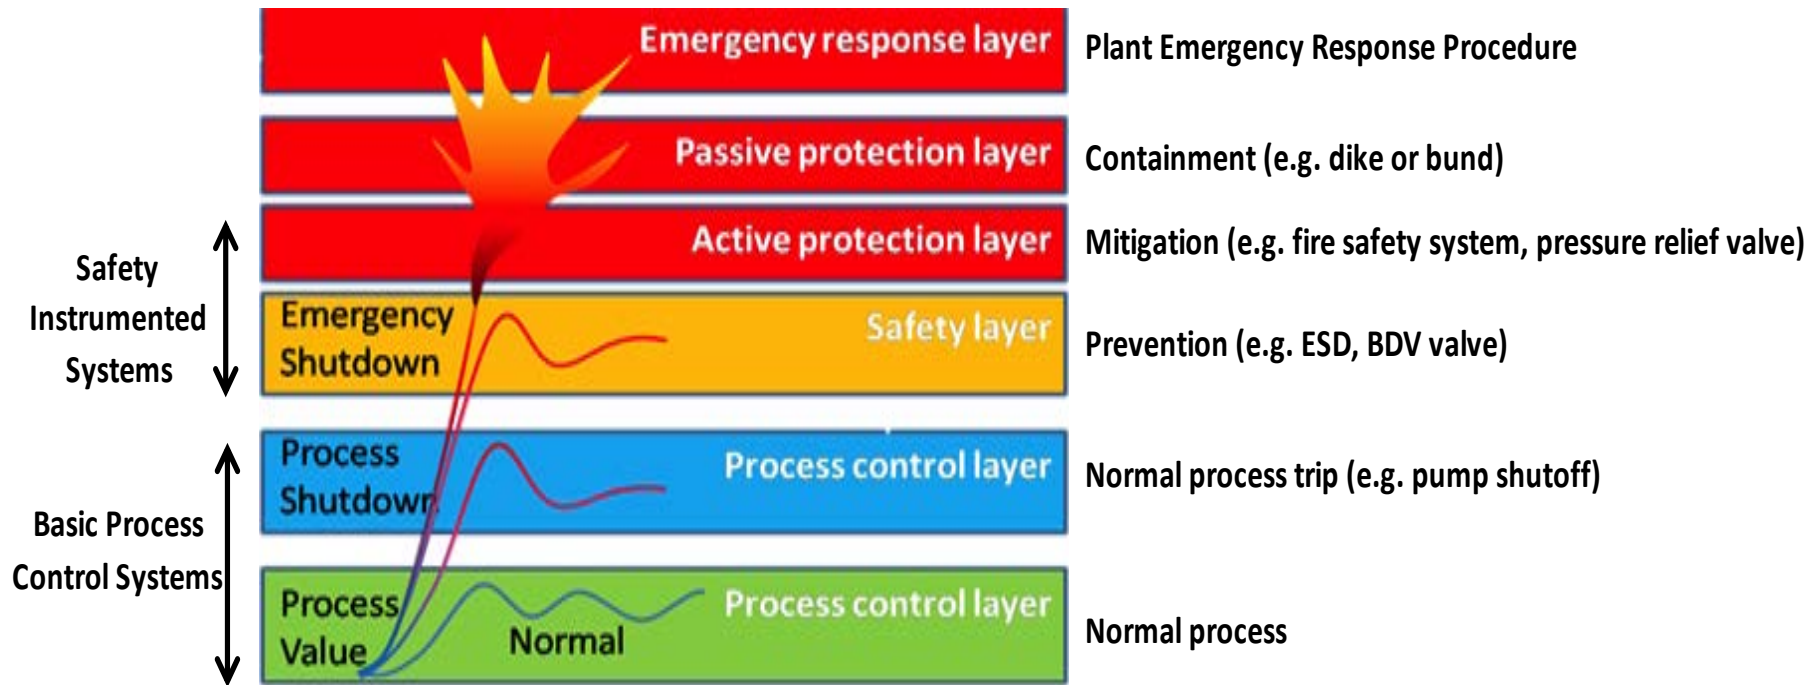 Emergency response layer
Plant Emergency Response Procedure
Passive protection layer
Containment (e.g. dike or bund)
Active protection layer
Mitigation (e.g. fire safety system, pressure relief valve)
Safety
Instrumented
Systems
Emergency
Shutdown
Safety layer
Prevention (e.g. ESD, BDV valve)
Process
Shutdown
Process control layer
Normal process trip (e.g. pump shutoff)
Basic Process
Control Systems
Process
Value
Normal
Process control layer
Normal process